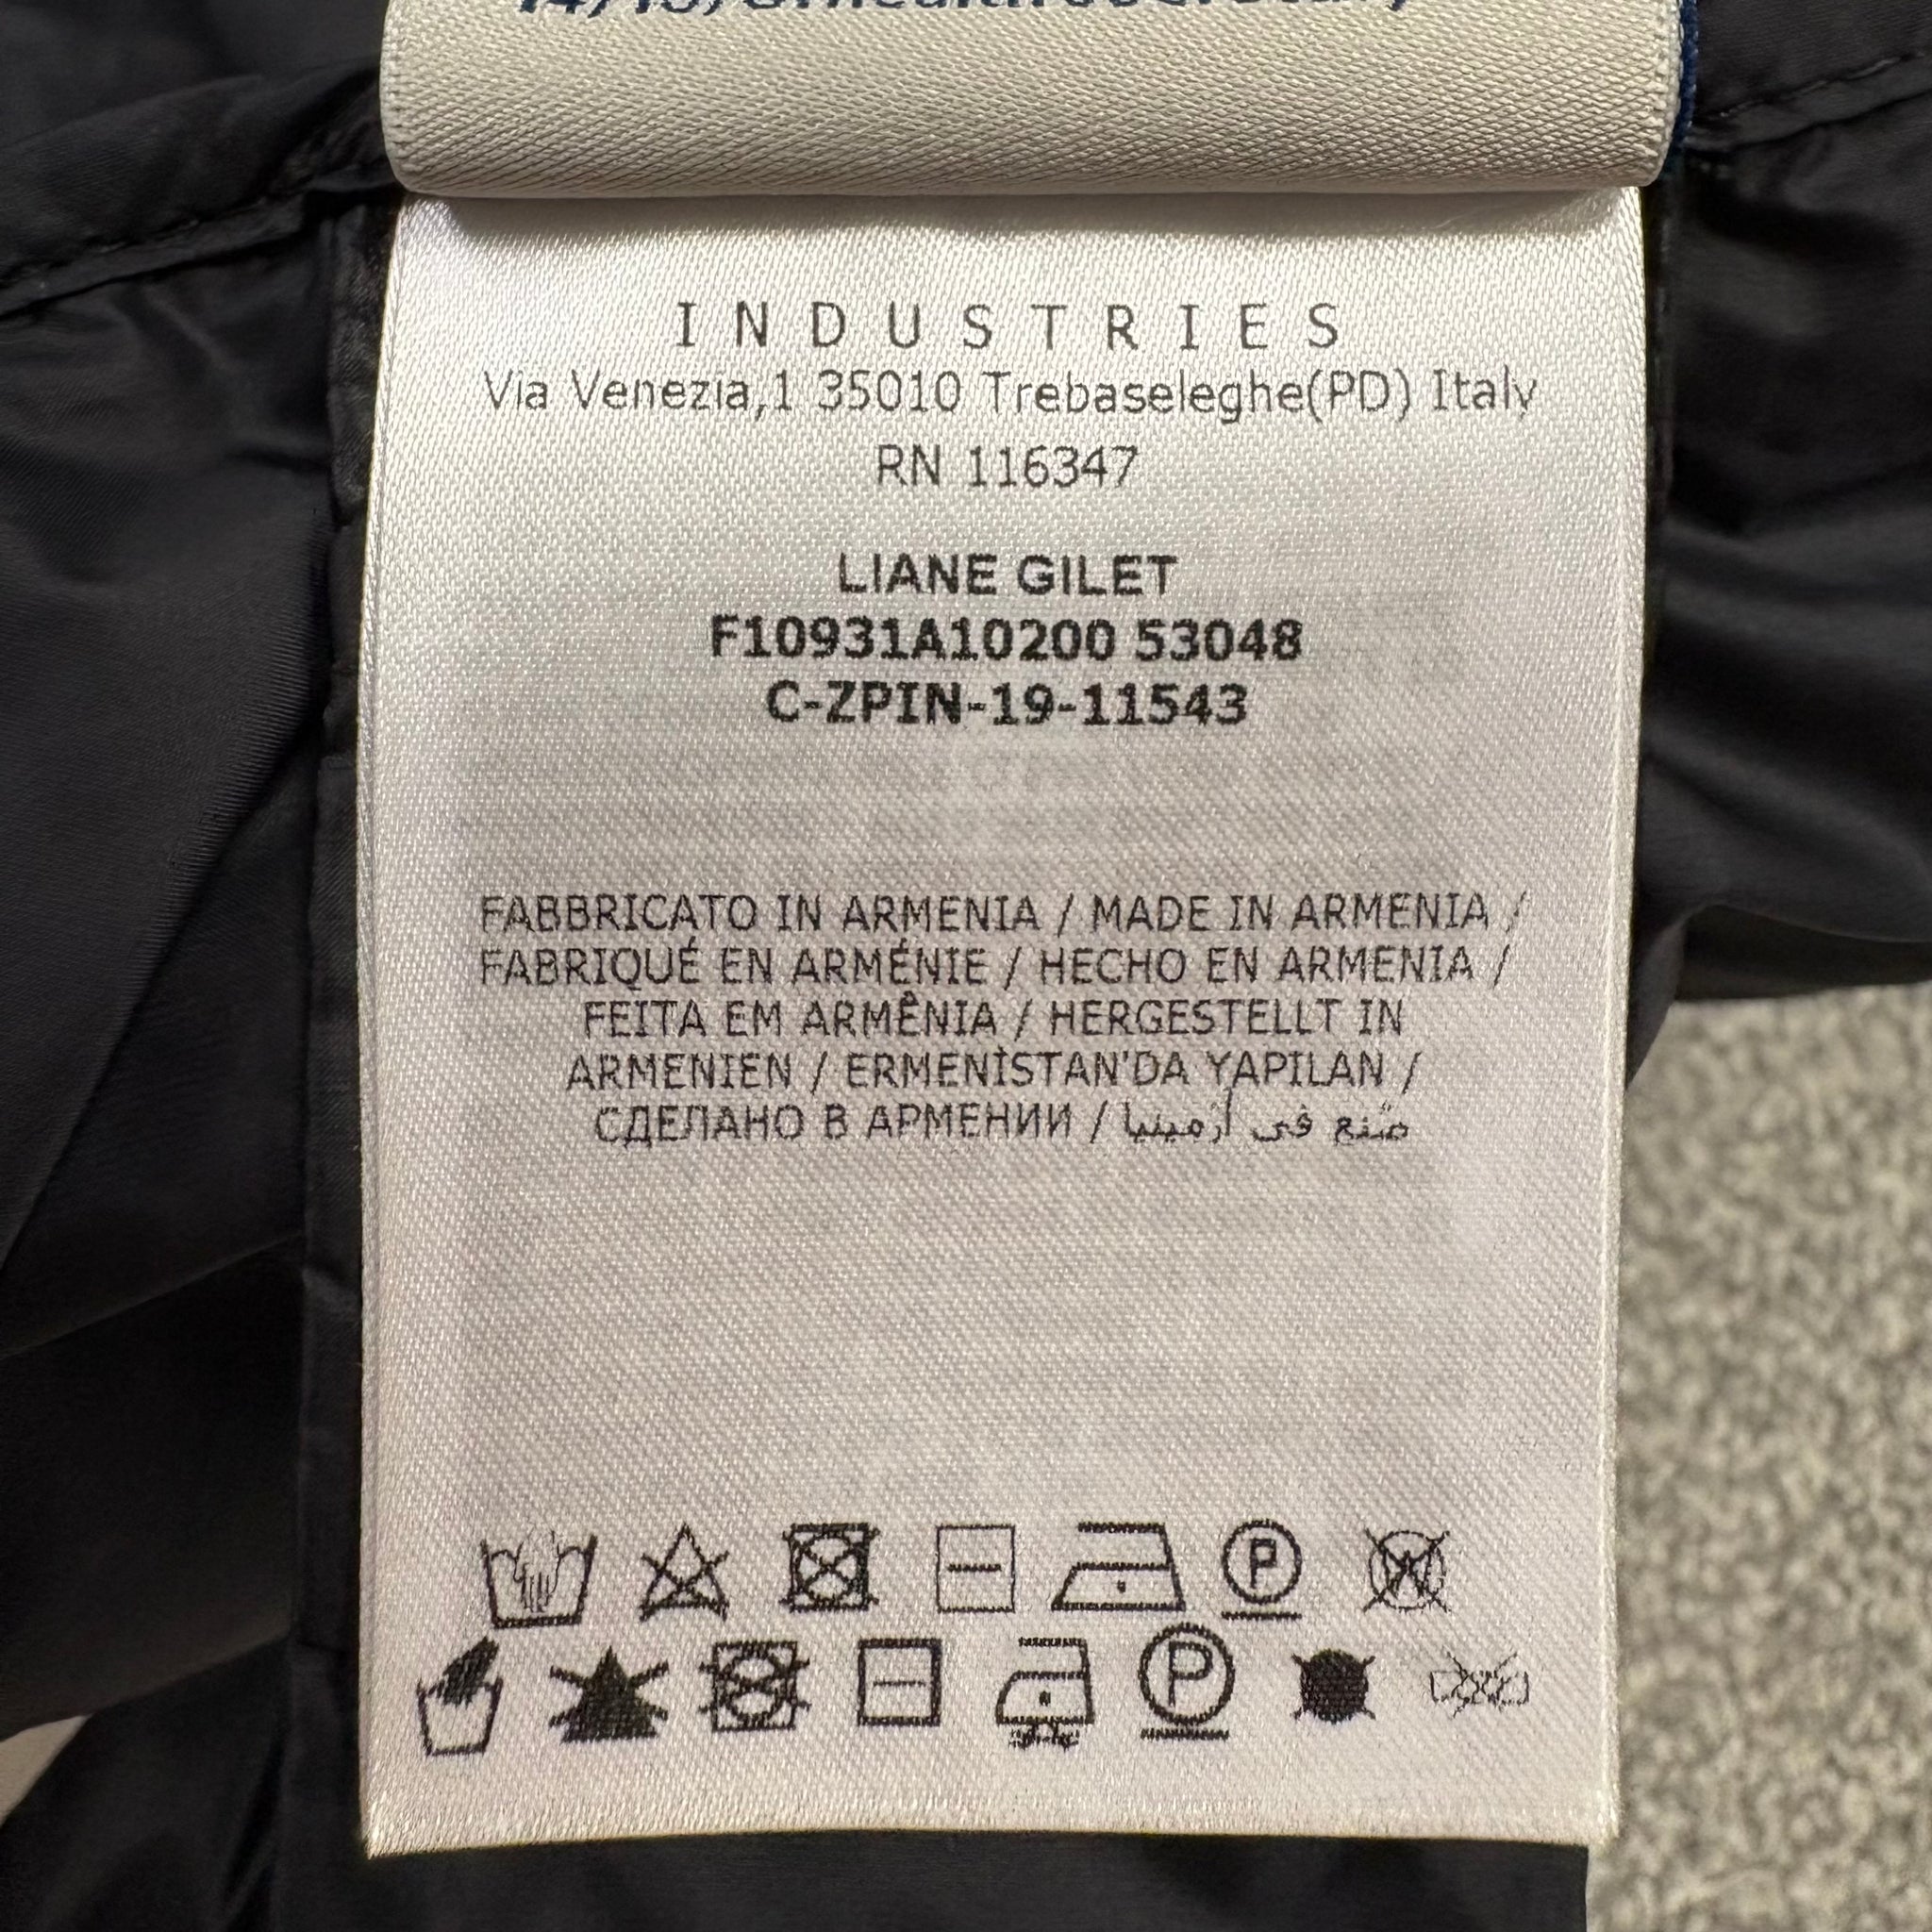 INDUSTRIES
Via Venezia,1 35010 Trebaseleghe(PD) Italy
RN 116347
LIANE GILET
F10931A10200 53048
C-ZPIN-19-11543
FABBRICATO IN ARMENIA / MADE IN ARMENIA /
FABRIQUÉ EN ARMÉNIE / HECHO EN ARMENIA /
FEITA EM ARMÊNIA / HERGESTELLT IN
ARMENIEN / ERMENİSTAN'DA YAPILAN /
СДЕЛАНО В АРМЕНИИ / صُنع في أرمينيا
P W
P